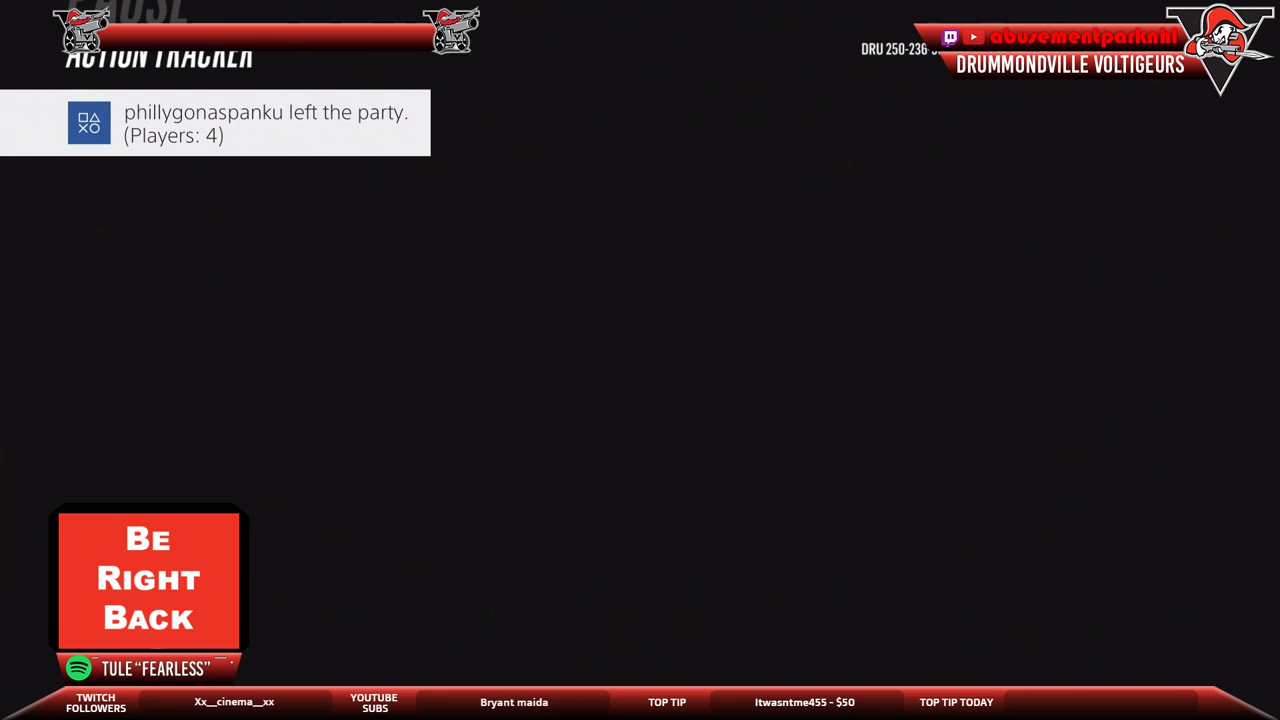 PAUSE
ACTION TRACKER
DRU 250-236
abusementparknhl
DRUMMONDVILLE VOLTIGEURS
phillygonaspanku left the party.
(Players: 4)
BE
RIGHT
BACK
TULE “FEARLESS”
TWITCH FOLLOWERS
Xx__cinema__xx
YOUTUBE SUBS
Bryant maida
TOP TIP
Itwasntme455 - $50
TOP TIP TODAY